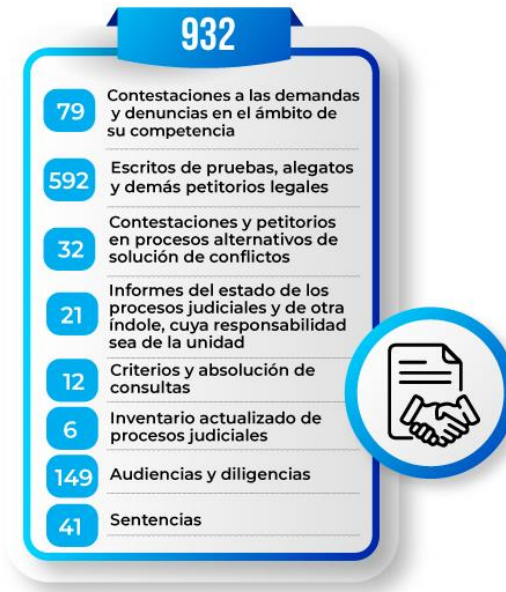 932
79
Contestaciones a las demandas
y denuncias en el ámbito de
su competencia
592
Escritos de pruebas, alegatos
y demás petitorios legales
32
Contestaciones y petitorios
en procesos alternativos de
solución de conflictos
21
Informes del estado de los
procesos judiciales y de otra
índole, cuya responsabilidad
sea de la unidad
12
Criterios y absolución de
consultas
6
Inventario actualizado de
procesos judiciales
149
Audiencias y diligencias
41
Sentencias